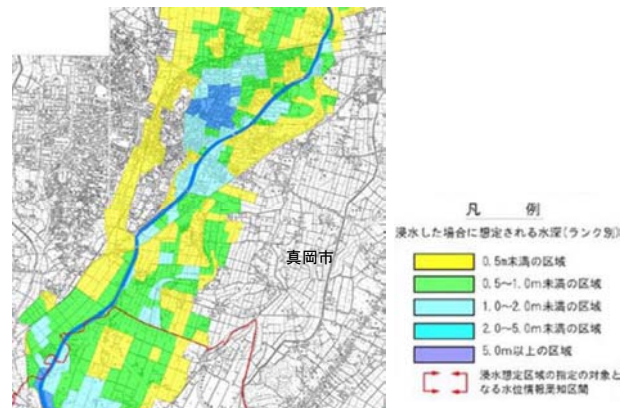 真岡市
凡 例
浸水した場合に想定される水深(ランク別)
0.5m未満の区域
0.5～1.0m未満の区域
1.0～2.0m未満の区域
2.0～5.0m未満の区域
5.0m以上の区域
浸水想定区域の指定の対象と
なる水位情報周知区間